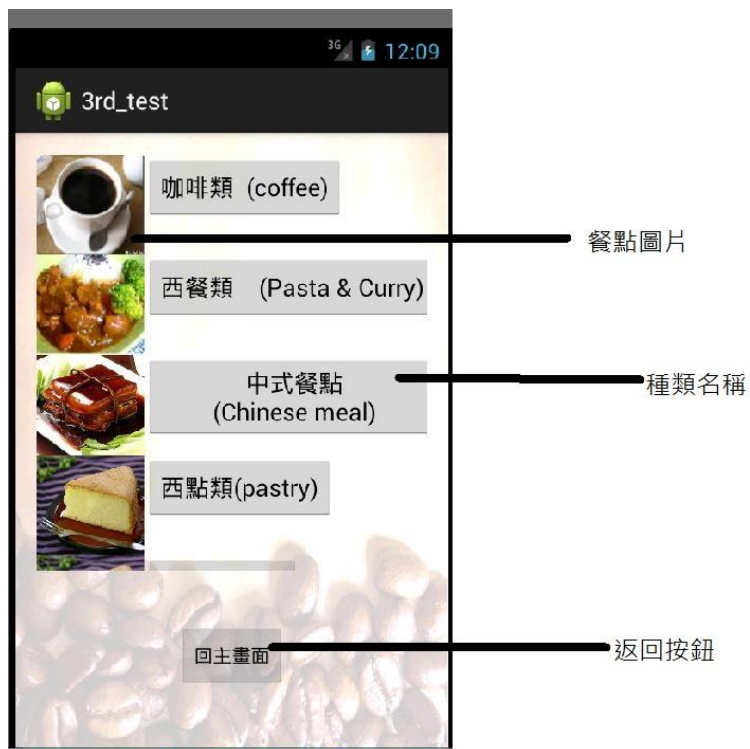 3G 12:09
3rd_test
咖啡類 (coffee)
餐點圖片
西餐類 (Pasta & Curry)
中式餐點
(Chinese meal)
種類名稱
西點類(pastry)
回主畫面
返回按鈕